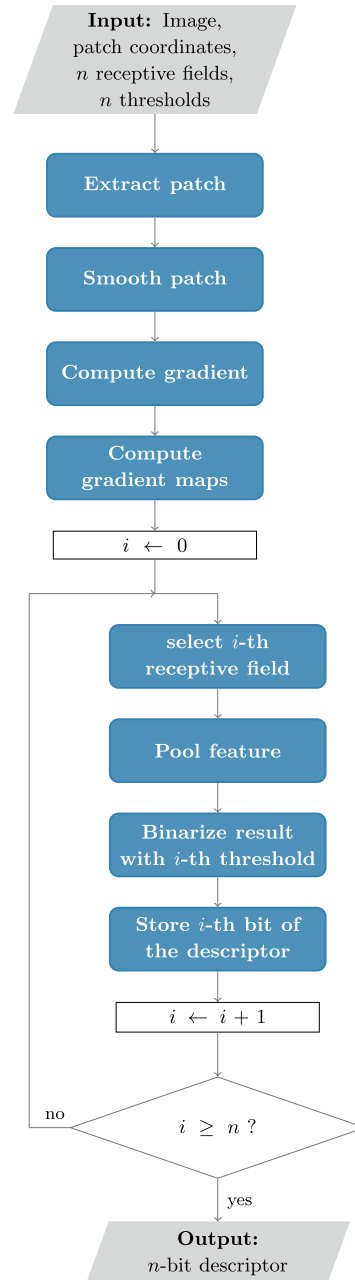 Input: Image,
patch coordinates,
n receptive fields,
n thresholds
Extract patch
Smooth patch
Compute gradient
Compute
gradient maps
i ← 0
select i-th
receptive field
Pool feature
Binarize result
with i-th threshold
Store i-th bit of
the descriptor
i ← i + 1
no
i ≥ n ?
yes
Output:
n-bit descriptor